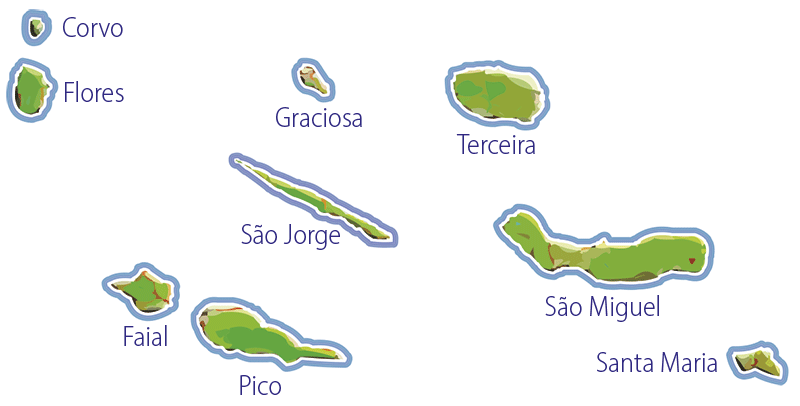 Corvo
Flores
Graciosa
Terceira
São Jorge
São Miguel
Faial
Pico
Santa Maria